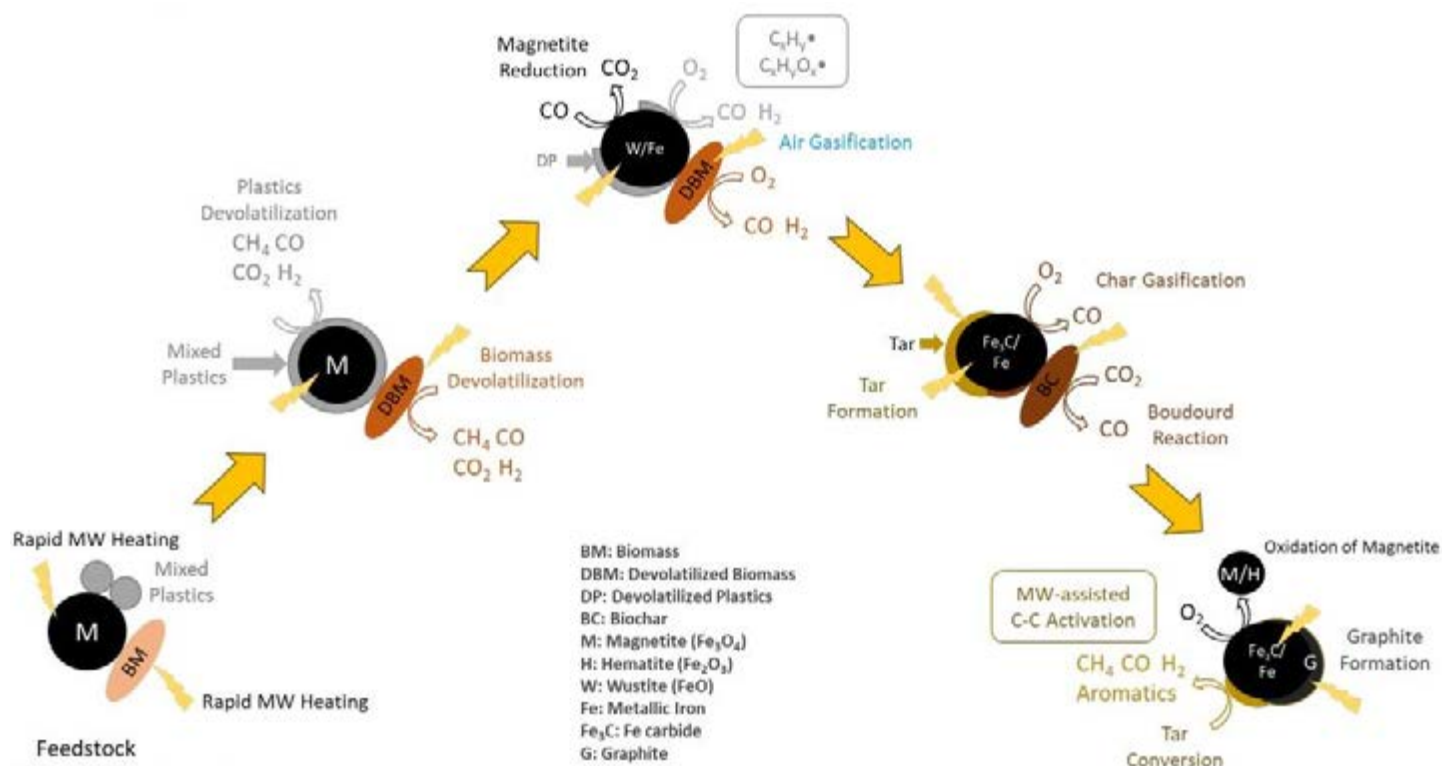 Rapid MW Heating
Mixed
Plastics
M
BM
Rapid MW Heating
Feedstock
Plastics
Devolatilization
CH₄ CO
CO₂ H₂
Mixed
Plastics
M
DBM
Biomass
Devolatilization
CH₄ CO
CO₂ H₂
Magnetite
Reduction
CO₂
CO
O₂
CO H₂
CₓHᵧ•
CₓHᵧOₓ•
DP
W/Fe
DBM
Air Gasification
O₂
CO H₂
O₂
Char Gasification
CO
Tar
Fe₃C/
Fe
BC
Tar
Formation
CO₂
CO
Boudourd
Reaction
Oxidation of Magnetite
M/H
O₂
MW-assisted
C-C Activation
Fe₃C/
Fe
G
Graphite
Formation
CH₄ CO H₂
Aromatics
Tar
Conversion
BM: Biomass
DBM: Devolatilized Biomass
DP: Devolatilized Plastics
BC: Biochar
M: Magnetite (Fe₃O₄)
H: Hematite (Fe₂O₃)
W: Wustite (FeO)
Fe: Metallic Iron
Fe₃C: Fe carbide
G: Graphite